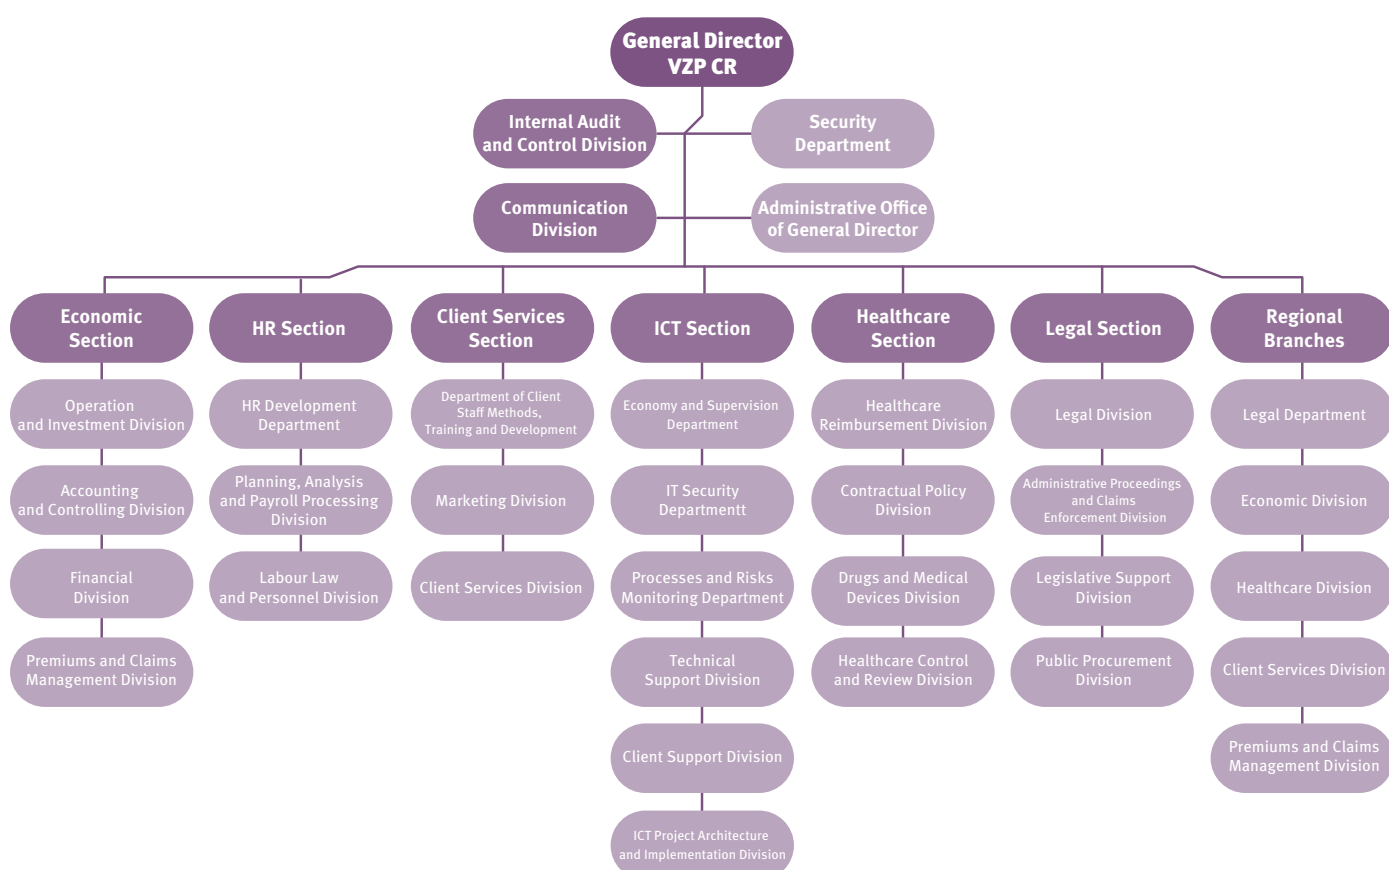 General Director
VZP CR
Internal Audit
and Control Division
Security
Department
Communication
Division
Administrative Office
of General Director
Economic
Section
HR Section
Client Services
Section
ICT Section
Healthcare
Section
Legal Section
Regional
Branches
Operation
and Investment Division
HR Development
Department
Department of Client
Staff Methods,
Training and Development
Economy and Supervision
Department
Healthcare
Reimbursement Division
Legal Division
Legal Department
Accounting
and Controlling Division
Planning, Analysis
and Payroll Processing
Division
Marketing Division
IT Security
Departmentt
Contractual Policy
Division
Administrative Proceedings
and Claims
Enforcement Division
Economic Division
Financial
Division
Labour Law
and Personnel Division
Client Services Division
Processes and Risks
Monitoring Department
Drugs and Medical
Devices Division
Legislative Support
Division
Healthcare Division
Premiums and Claims
Management Division
Technical
Support Division
Healthcare Control
and Review Division
Public Procurement
Division
Client Services Division
Client Support Division
Premiums and Claims
Management Division
ICT Project Architecture
and Implementation Division